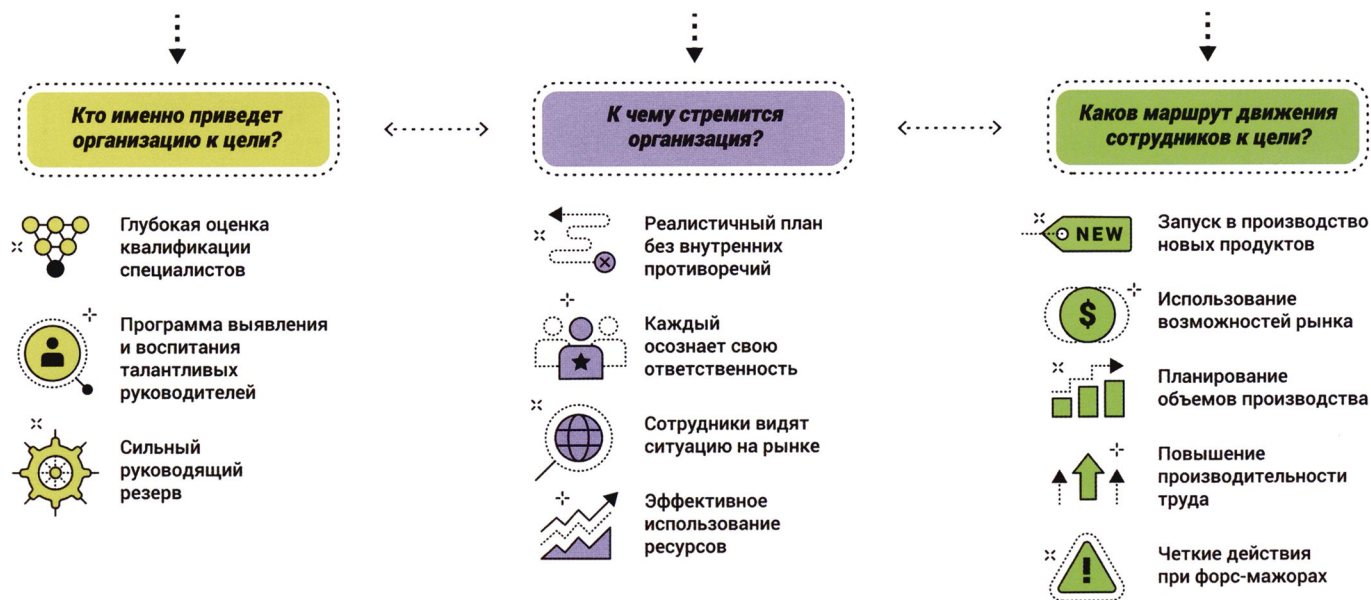 Кто именно приведет
организацию к цели?
Глубокая оценка
квалификации
специалистов
Программа выявления
и воспитания
талантливых
руководителей
Сильный
руководящий
резерв
К чему стремится
организация?
Реалистичный план
без внутренних
противоречий
Каждый
осознает свою
ответственность
Сотрудники видят
ситуацию на рынке
Эффективное
использование
ресурсов
Каков маршрут движения
сотрудников к цели?
NEW
Запуск в производство
новых продуктов
$
Использование
возможностей рынка
Планирование
объемов производства
Повышение
производительности
труда
!
Четкие действия
при форс-мажорах